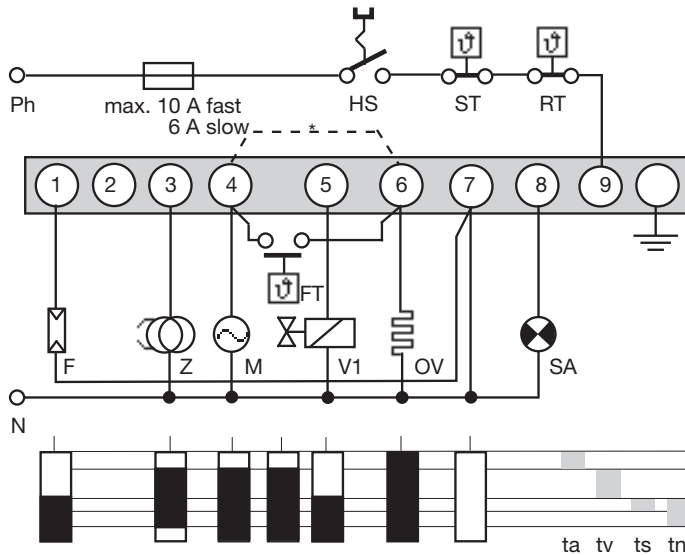 ϑ ϑ
Ph
max. 10 A fast
6 A slow
HS ST RT
*
1 2 3 4 5 6 7 8 9
ϑ FT
F Z M V1 OV SA
N
ta tv ts tn